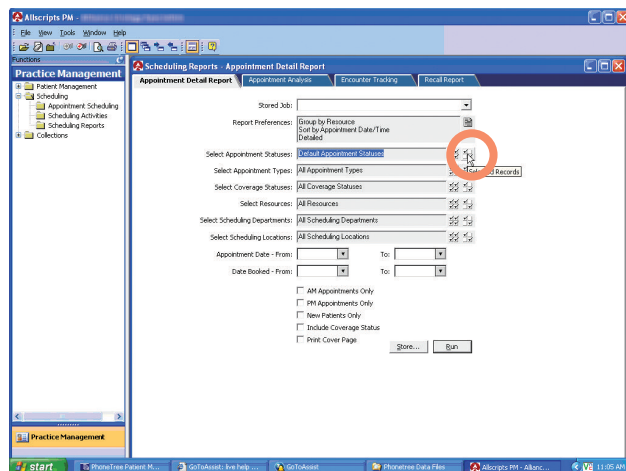 Allscripts PM -
File View Tools Window Help
Functions
Practice Management
Patient Management
Scheduling
Appointment Scheduling
Scheduling Activities
Scheduling Reports
Collections
Practice Management
Scheduling Reports - Appointment Detail Report
Appointment Detail Report Appointment Analysis Encounter Tracking Recall Report
Stored Job:
Report Preferences: Group by Resource
Sort by Appointment Date/Time
Detailed
Select Appointment Statuses: Default Appointment Statuses
Selected Records
Select Appointment Types: All Appointment Types
Select Coverage Statuses: All Coverage Statuses
Select Resources: All Resources
Select Scheduling Departments: All Scheduling Departments
Select Scheduling Locations: All Scheduling Locations
Appointment Date - From: To:
Date Booked - From: To:
AM Appointments Only
PM Appointments Only
New Patients Only
Include Coverage Status
Print Cover Page
Store... Run
start PhoneTree Patient M... GoToAssist: live help ... GoToAssist Phonetree Data Files Allscripts PM - Allianc... 11:05 AM